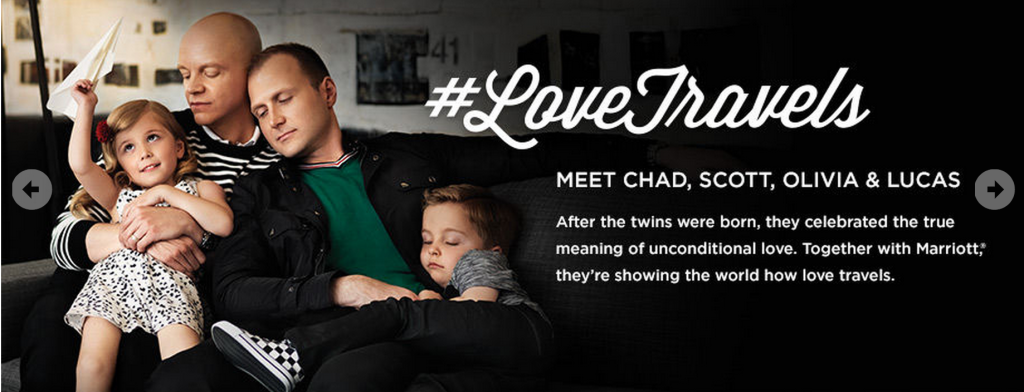 41
#LoveTravels
MEET CHAD, SCOTT, OLIVIA & LUCAS
After the twins were born, they celebrated the true
meaning of unconditional love. Together with Marriott,®
they're showing the world how love travels.